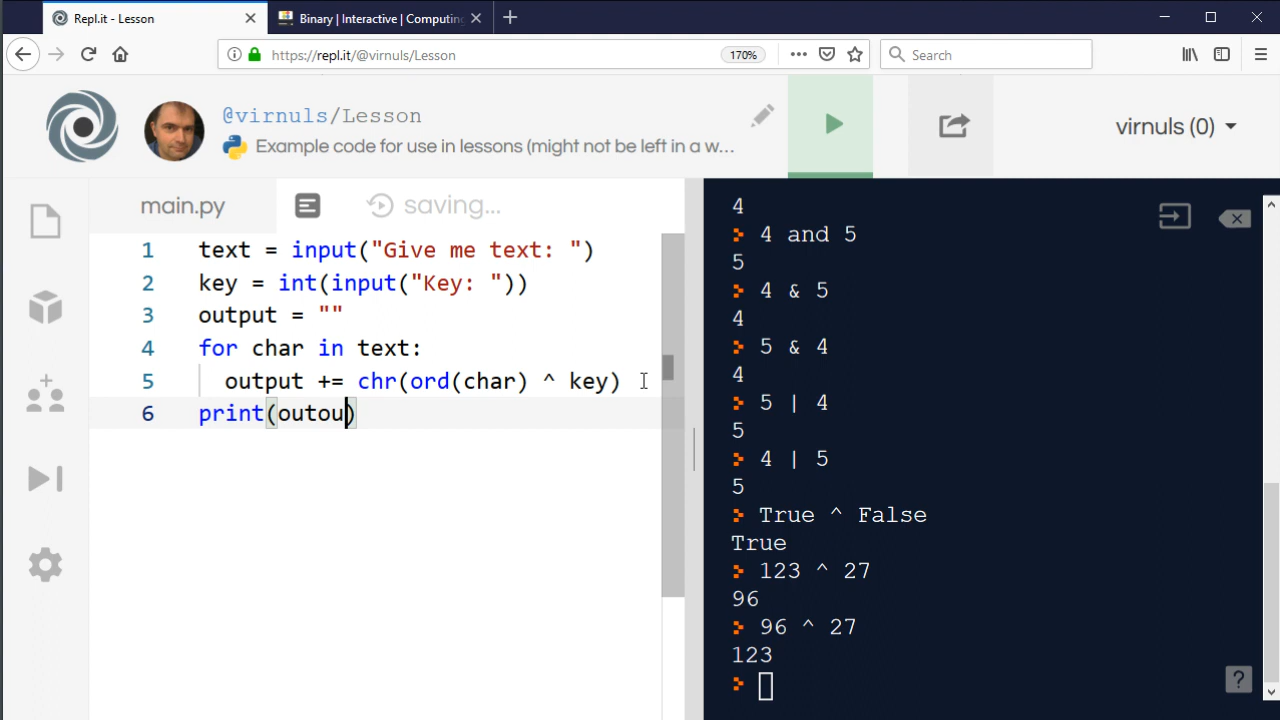 Repl.it - Lesson
Binary | Interactive | Computing
https://repl.it/@virnuls/Lesson
170%
Search
@virnuls/Lesson
Example code for use in lessons (might not be left in a w...
virnuls (0)
main.py
saving...
1 text = input("Give me text: ")
2 key = int(input("Key: "))
3 output = ""
4 for char in text:
5 output += chr(ord(char) ^ key)
6 print(outou)
4
4 and 5
5
4 & 5
4
5 & 4
4
5 | 4
5
4 | 5
5
True ^ False
True
123 ^ 27
96
96 ^ 27
123
?